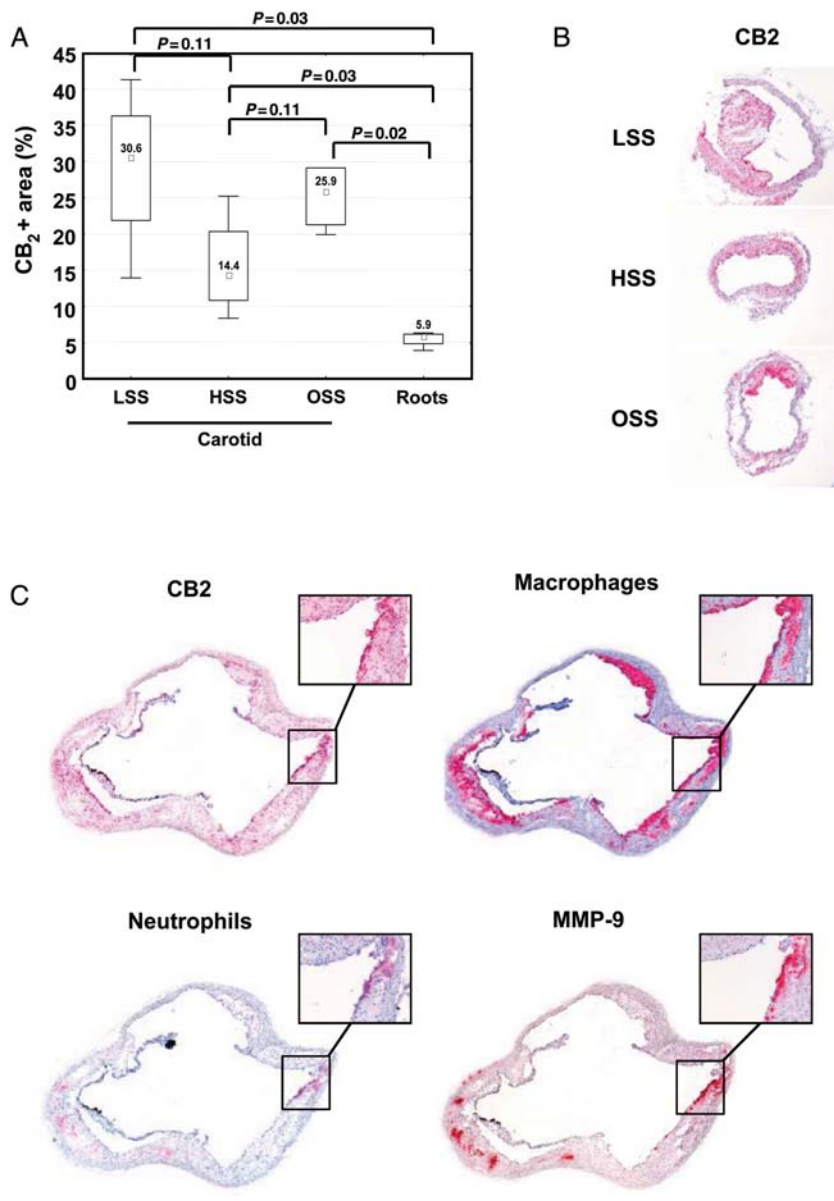 A
P = 0.03
P = 0.11
P = 0.03
P = 0.11
P = 0.02
CB2 + area (%)
45
40
35
30
25
20
15
10
5
0
30.6
14.4
25.9
5.9
LSS HSS OSS Roots
Carotid
B
CB2
LSS
HSS
OSS
C
CB2
Macrophages
Neutrophils
MMP-9